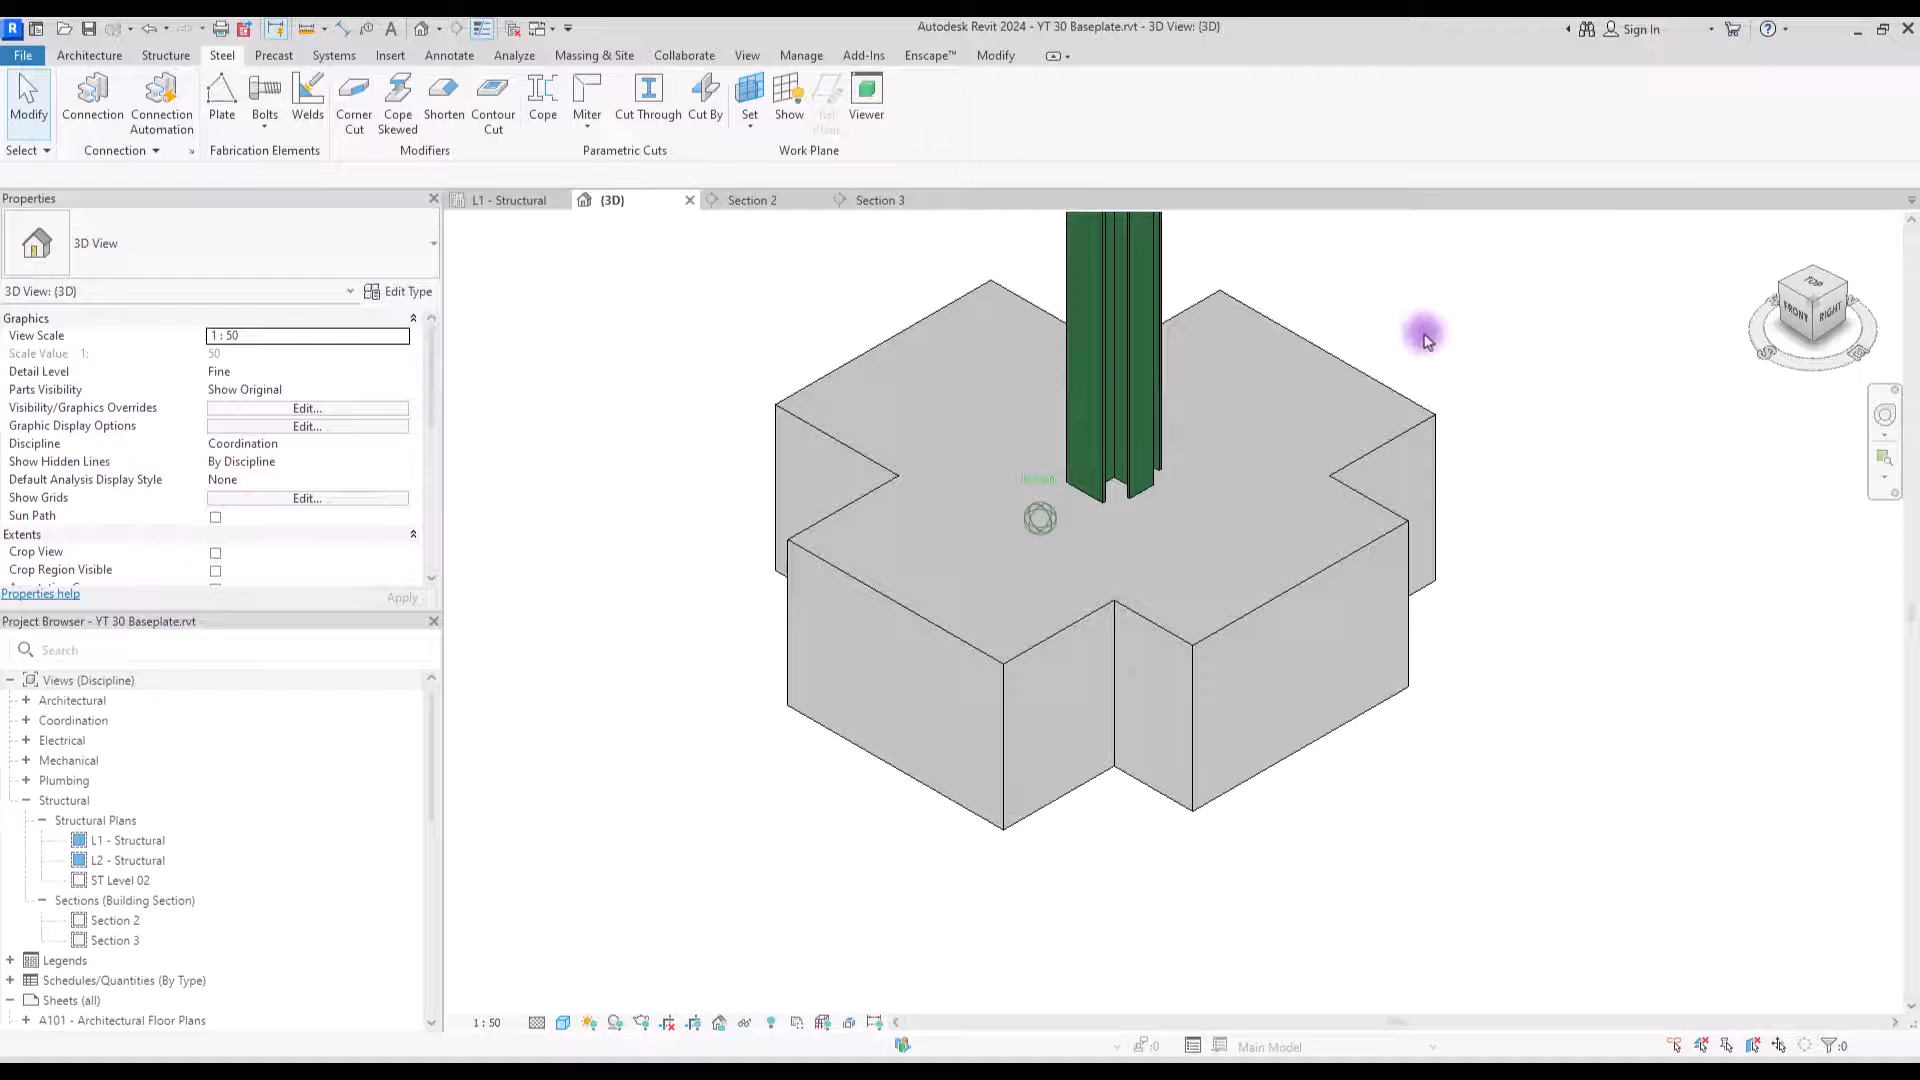 Autodesk Revit 2024 - YT 30 Baseplate.rvt - 3D View: {3D}
Sign In
File Architecture Structure Steel Precast Systems Insert Annotate Analyze Massing & Site Collaborate View Manage Add-Ins Enscape™ Modify
Modify Connection Connection Automation Plate Bolts Welds Corner Cut Cope Skewed Shorten Contour Cut Cope Miter Cut Through Cut By Set Show Viewer
Select Connection Fabrication Elements Modifiers Parametric Cuts Work Plane
Properties
L1 - Structural {3D} Section 2 Section 3
3D View
3D View: {3D} Edit Type
Graphics
View Scale 1 : 50
Scale Value 1: 50
Detail Level Fine
Parts Visibility Show Original
Visibility/Graphics Overrides Edit...
Graphic Display Options Edit...
Discipline Coordination
Show Hidden Lines By Discipline
Default Analysis Display Style None
Show Grids Edit...
Sun Path
Extents
Crop View
Crop Region Visible
Properties help Apply
Project Browser - YT 30 Baseplate.rvt
Search
Views (Discipline)
Architectural
Coordination
Electrical
Mechanical
Plumbing
Structural
Structural Plans
L1 - Structural
L2 - Structural
ST Level 02
Sections (Building Section)
Section 2
Section 3
Legends
Schedules/Quantities (By Type)
Sheets (all)
A101 - Architectural Floor Plans
TOP
FRONT RIGHT
1 : 50
:0 Main Model :0